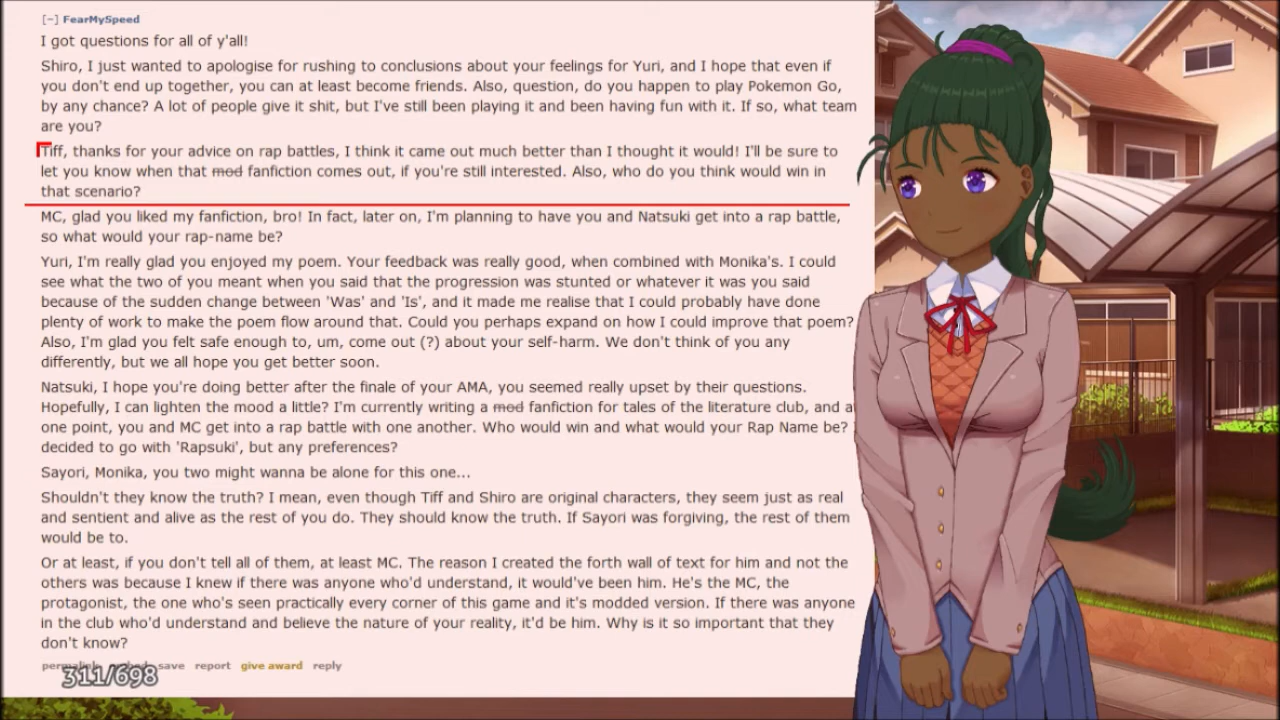 [–] FearMySpeed
I got questions for all of y'all!
Shiro, I just wanted to apologise for rushing to conclusions about your feelings for Yuri, and I hope that even if
you don't end up together, you can at least become friends. Also, question, do you happen to play Pokemon Go,
by any chance? A lot of people give it shit, but I've still been playing it and been having fun with it. If so, what team
are you?
Tiff, thanks for your advice on rap battles, I think it came out much better than I thought it would! I'll be sure to
let you know when that mod fanfiction comes out, if you're still interested. Also, who do you think would win in
that scenario?
MC, glad you liked my fanfiction, bro! In fact, later on, I'm planning to have you and Natsuki get into a rap battle,
so what would your rap-name be?
Yuri, I'm really glad you enjoyed my poem. Your feedback was really good, when combined with Monika's. I could
see what the two of you meant when you said that the progression was stunted or whatever it was you said
because of the sudden change between 'Was' and 'Is', and it made me realise that I could probably have done
plenty of work to make the poem flow around that. Could you perhaps expand on how I could improve that poem?
Also, I'm glad you felt safe enough to, um, come out (?) about your self-harm. We don't think of you any
differently, but we all hope you get better soon.
Natsuki, I hope you're doing better after the finale of your AMA, you seemed really upset by their questions.
Hopefully, I can lighten the mood a little? I'm currently writing a mod fanfiction for tales of the literature club, and a
one point, you and MC get into a rap battle with one another. Who would win and what would your Rap Name be?
decided to go with 'Rapsuki', but any preferences?
Sayori, Monika, you two might wanna be alone for this one...
Shouldn't they know the truth? I mean, even though Tiff and Shiro are original characters, they seem just as real
and sentient and alive as the rest of you do. They should know the truth. If Sayori was forgiving, the rest of them
would be to.
Or at least, if you don't tell all of them, at least MC. The reason I created the forth wall of text for him and not the
others was because I knew if there was anyone who'd understand, it would've been him. He's the MC, the
protagonist, the one who's seen practically every corner of this game and it's modded version. If there was anyone
in the club who'd understand and believe the nature of your reality, it'd be him. Why is it so important that they
don't know?
save report give award reply
311/698